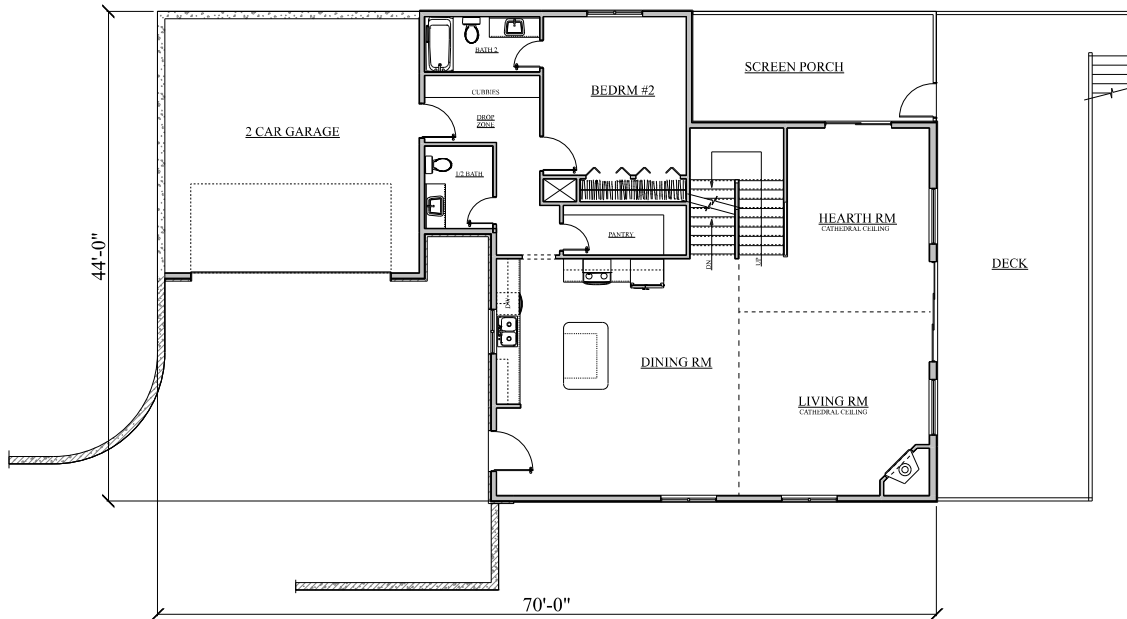 BATH 2
SCREEN PORCH
CUBBIES
BEDRM #2
DROP
ZONE
2 CAR GARAGE
1/2 BATH
HEARTH RM
CATHEDRAL CEILING
PANTRY
DN
UP
DECK
44'-0"
DW
DINING RM
LIVING RM
CATHEDRAL CEILING
70'-0"